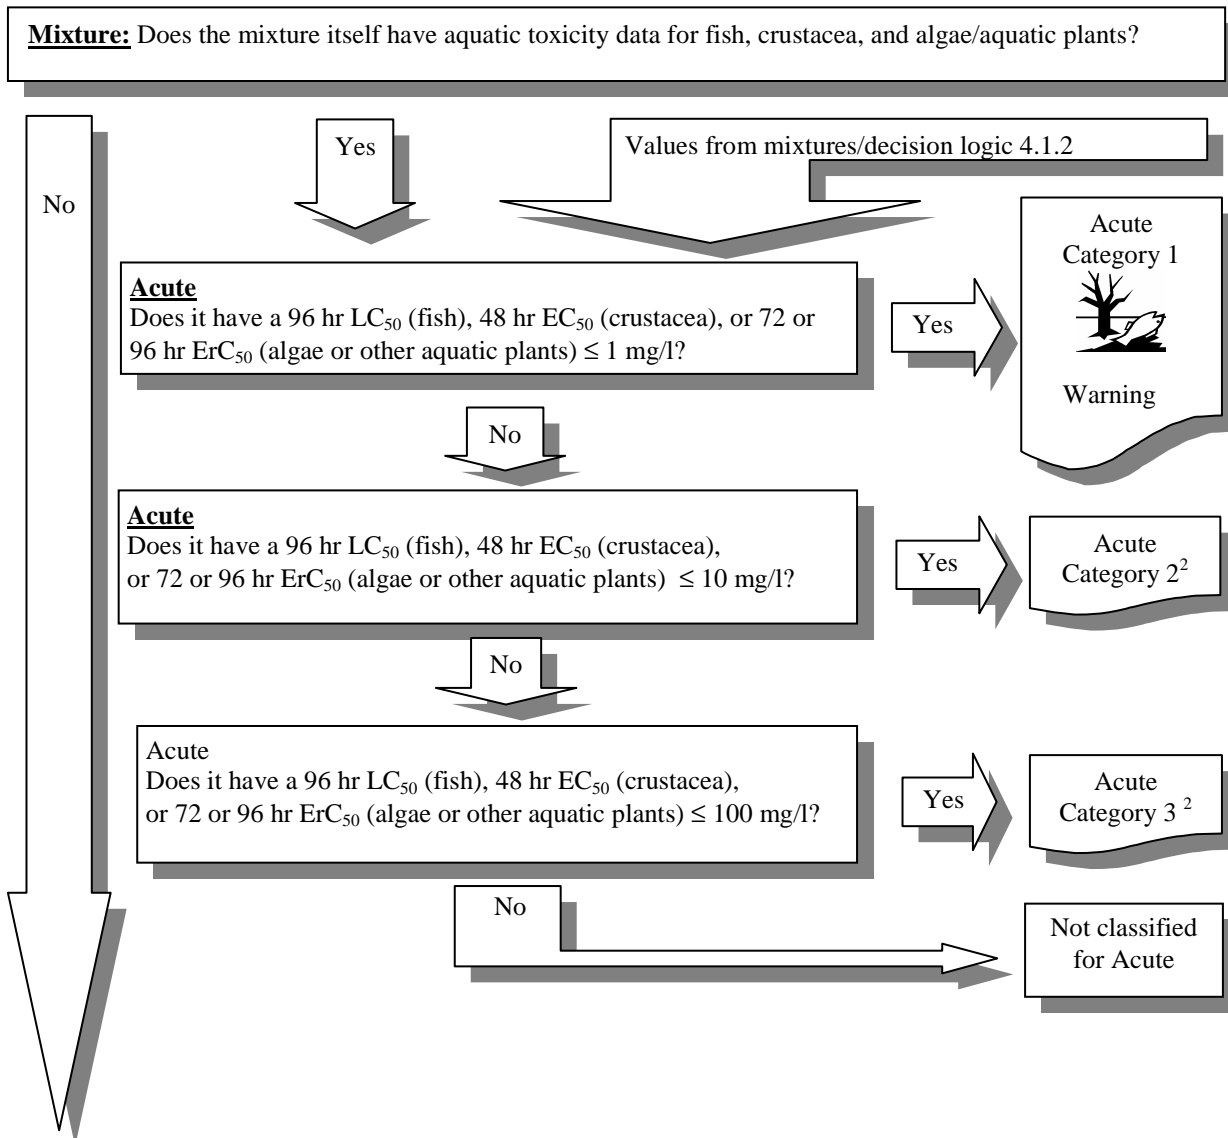 Mixture: Does the mixture itself have aquatic toxicity data for fish, crustacea, and algae/aquatic plants?
No
Yes
Values from mixtures/decision logic 4.1.2
Acute
Does it have a 96 hr LC₅₀ (fish), 48 hr EC₅₀ (crustacea), or 72 or
96 hr ErC₅₀ (algae or other aquatic plants) ≤ 1 mg/l?
Yes
Acute
Category 1
Warning
No
Acute
Does it have a 96 hr LC₅₀ (fish), 48 hr EC₅₀ (crustacea),
or 72 or 96 hr ErC₅₀ (algae or other aquatic plants) ≤ 10 mg/l?
Yes
Acute
Category 2²
No
Acute
Does it have a 96 hr LC₅₀ (fish), 48 hr EC₅₀ (crustacea),
or 72 or 96 hr ErC₅₀ (algae or other aquatic plants) ≤ 100 mg/l?
Yes
Acute
Category 3 ²
No
Not classified
for Acute